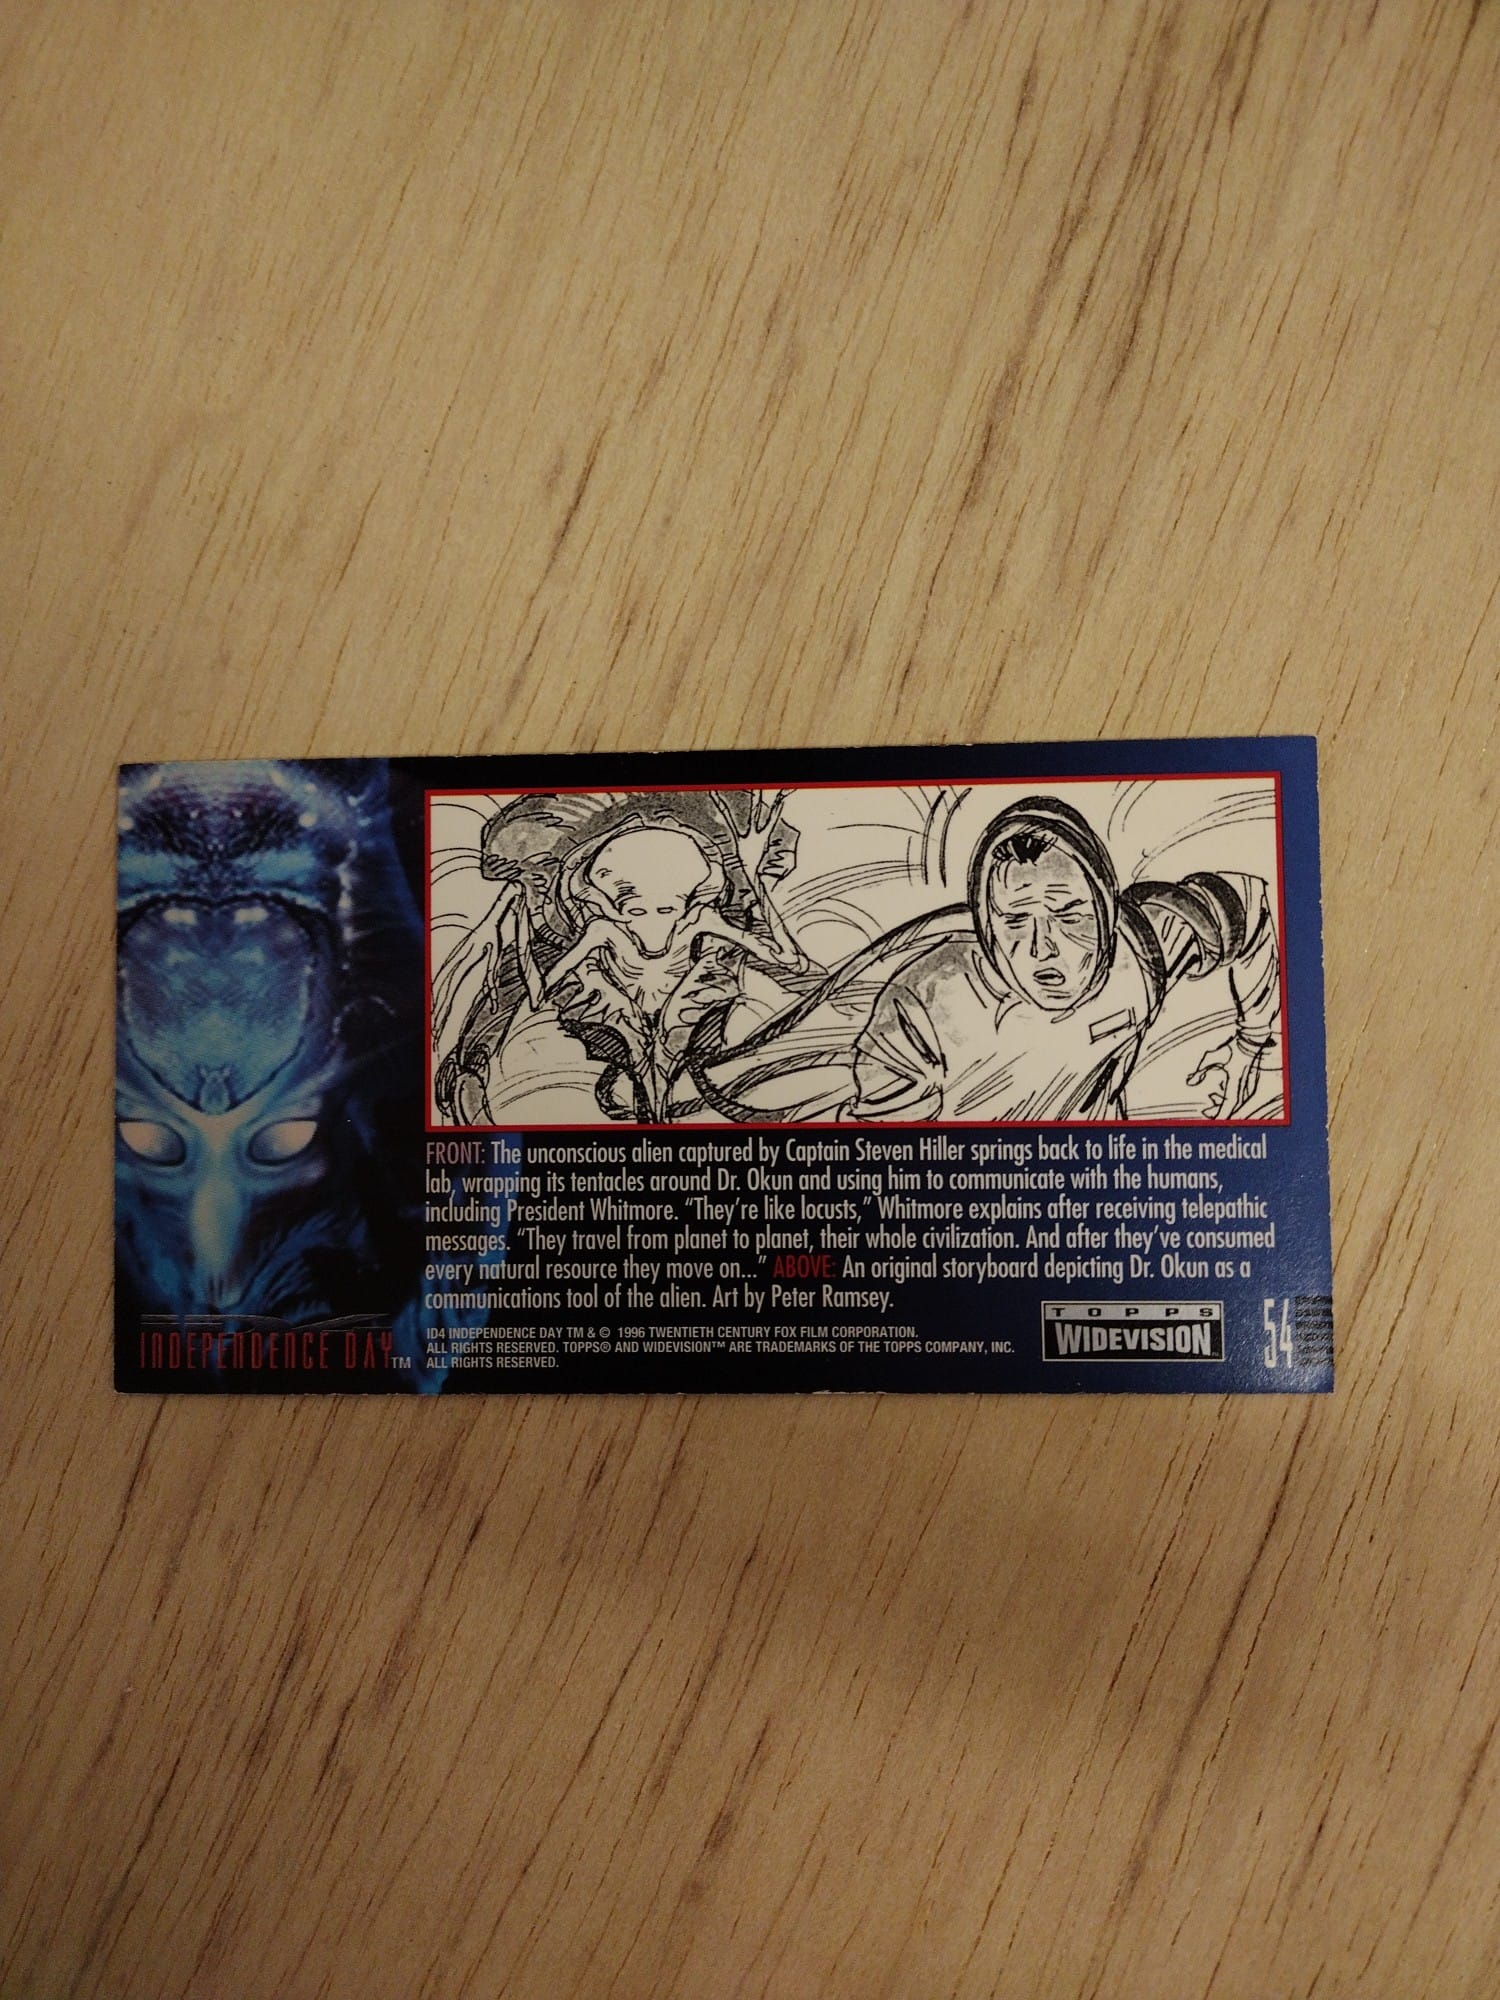 FRONT: The unconscious alien captured by Captain Steven Hiller springs back to life in the medical
lab, wrapping its tentacles around Dr. Okun and using him to communicate with the humans,
including President Whitmore. “They’re like locusts,” Whitmore explains after receiving telepathic
messages. “They travel from planet to planet, their whole civilization. And after they’ve consumed
every natural resource they move on...” ABOVE: An original storyboard depicting Dr. Okun as a
communications tool of the alien. Art by Peter Ramsey.
INDEPENDENCE DAY™
ID4 INDEPENDENCE DAY TM & © 1996 TWENTIETH CENTURY FOX FILM CORPORATION.
ALL RIGHTS RESERVED. TOPPS® AND WIDEVISION™ ARE TRADEMARKS OF THE TOPPS COMPANY, INC.
ALL RIGHTS RESERVED.
TOPPS
WIDEVISION
54